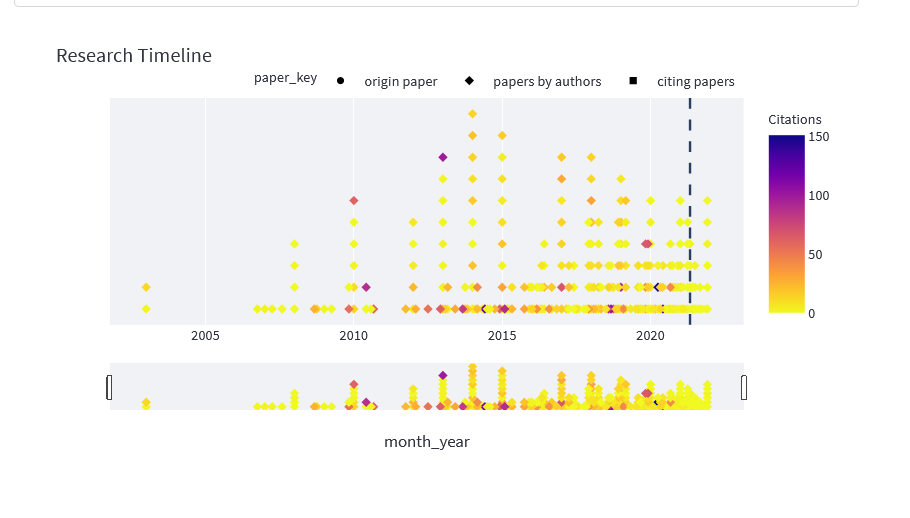 Research Timeline
paper_key origin paper papers by authors citing papers
Citations
150
100
50
0
2005 2010 2015 2020
month_year